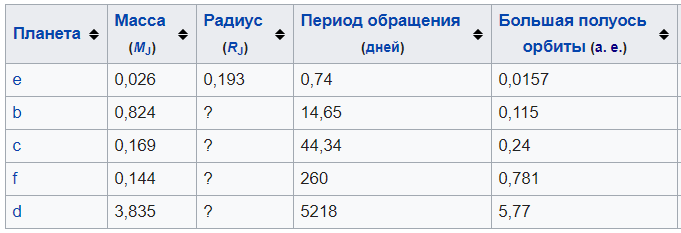 Планета Масса (MJ) Радиус (RJ) Период обращения (дней) Большая полуось орбиты (а. е.)
e 0,026 0,193 0,74 0,0157
b 0,824 ? 14,65 0,115
c 0,169 ? 44,34 0,24
f 0,144 ? 260 0,781
d 3,835 ? 5218 5,77